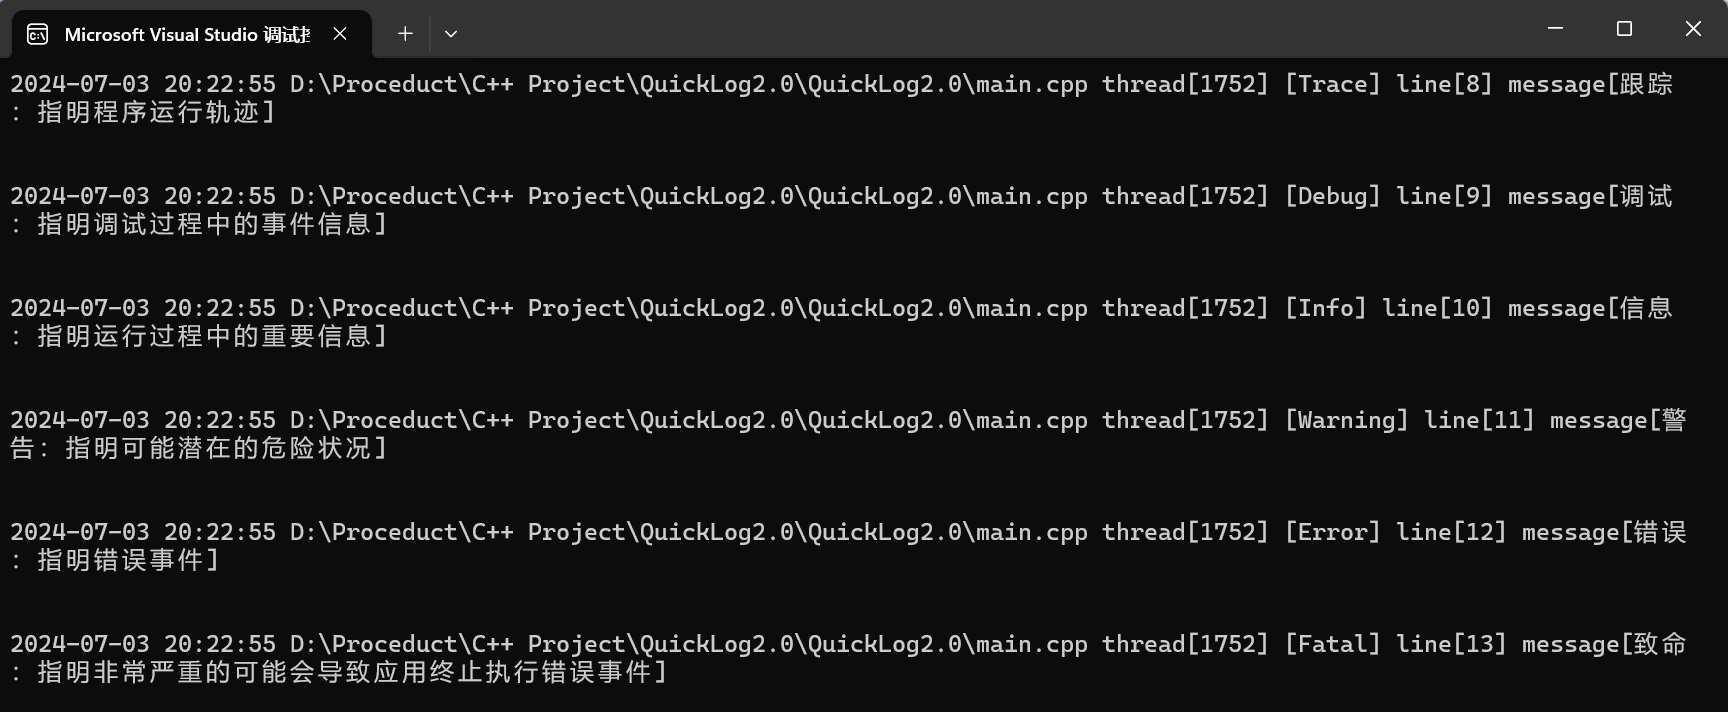 Microsoft Visual Studio 调试
2024-07-03 20:22:55 D:\Proceduct\C++ Project\QuickLog2.0\QuickLog2.0\main.cpp thread[1752] [Trace] line[8] message[跟踪
：指明程序运行轨迹]
2024-07-03 20:22:55 D:\Proceduct\C++ Project\QuickLog2.0\QuickLog2.0\main.cpp thread[1752] [Debug] line[9] message[调试
：指明调试过程中的事件信息]
2024-07-03 20:22:55 D:\Proceduct\C++ Project\QuickLog2.0\QuickLog2.0\main.cpp thread[1752] [Info] line[10] message[信息
：指明运行过程中的重要信息]
2024-07-03 20:22:55 D:\Proceduct\C++ Project\QuickLog2.0\QuickLog2.0\main.cpp thread[1752] [Warning] line[11] message[警
告：指明可能潜在的危险状况]
2024-07-03 20:22:55 D:\Proceduct\C++ Project\QuickLog2.0\QuickLog2.0\main.cpp thread[1752] [Error] line[12] message[错误
：指明错误事件]
2024-07-03 20:22:55 D:\Proceduct\C++ Project\QuickLog2.0\QuickLog2.0\main.cpp thread[1752] [Fatal] line[13] message[致命
：指明非常严重的可能会导致应用终止执行错误事件]